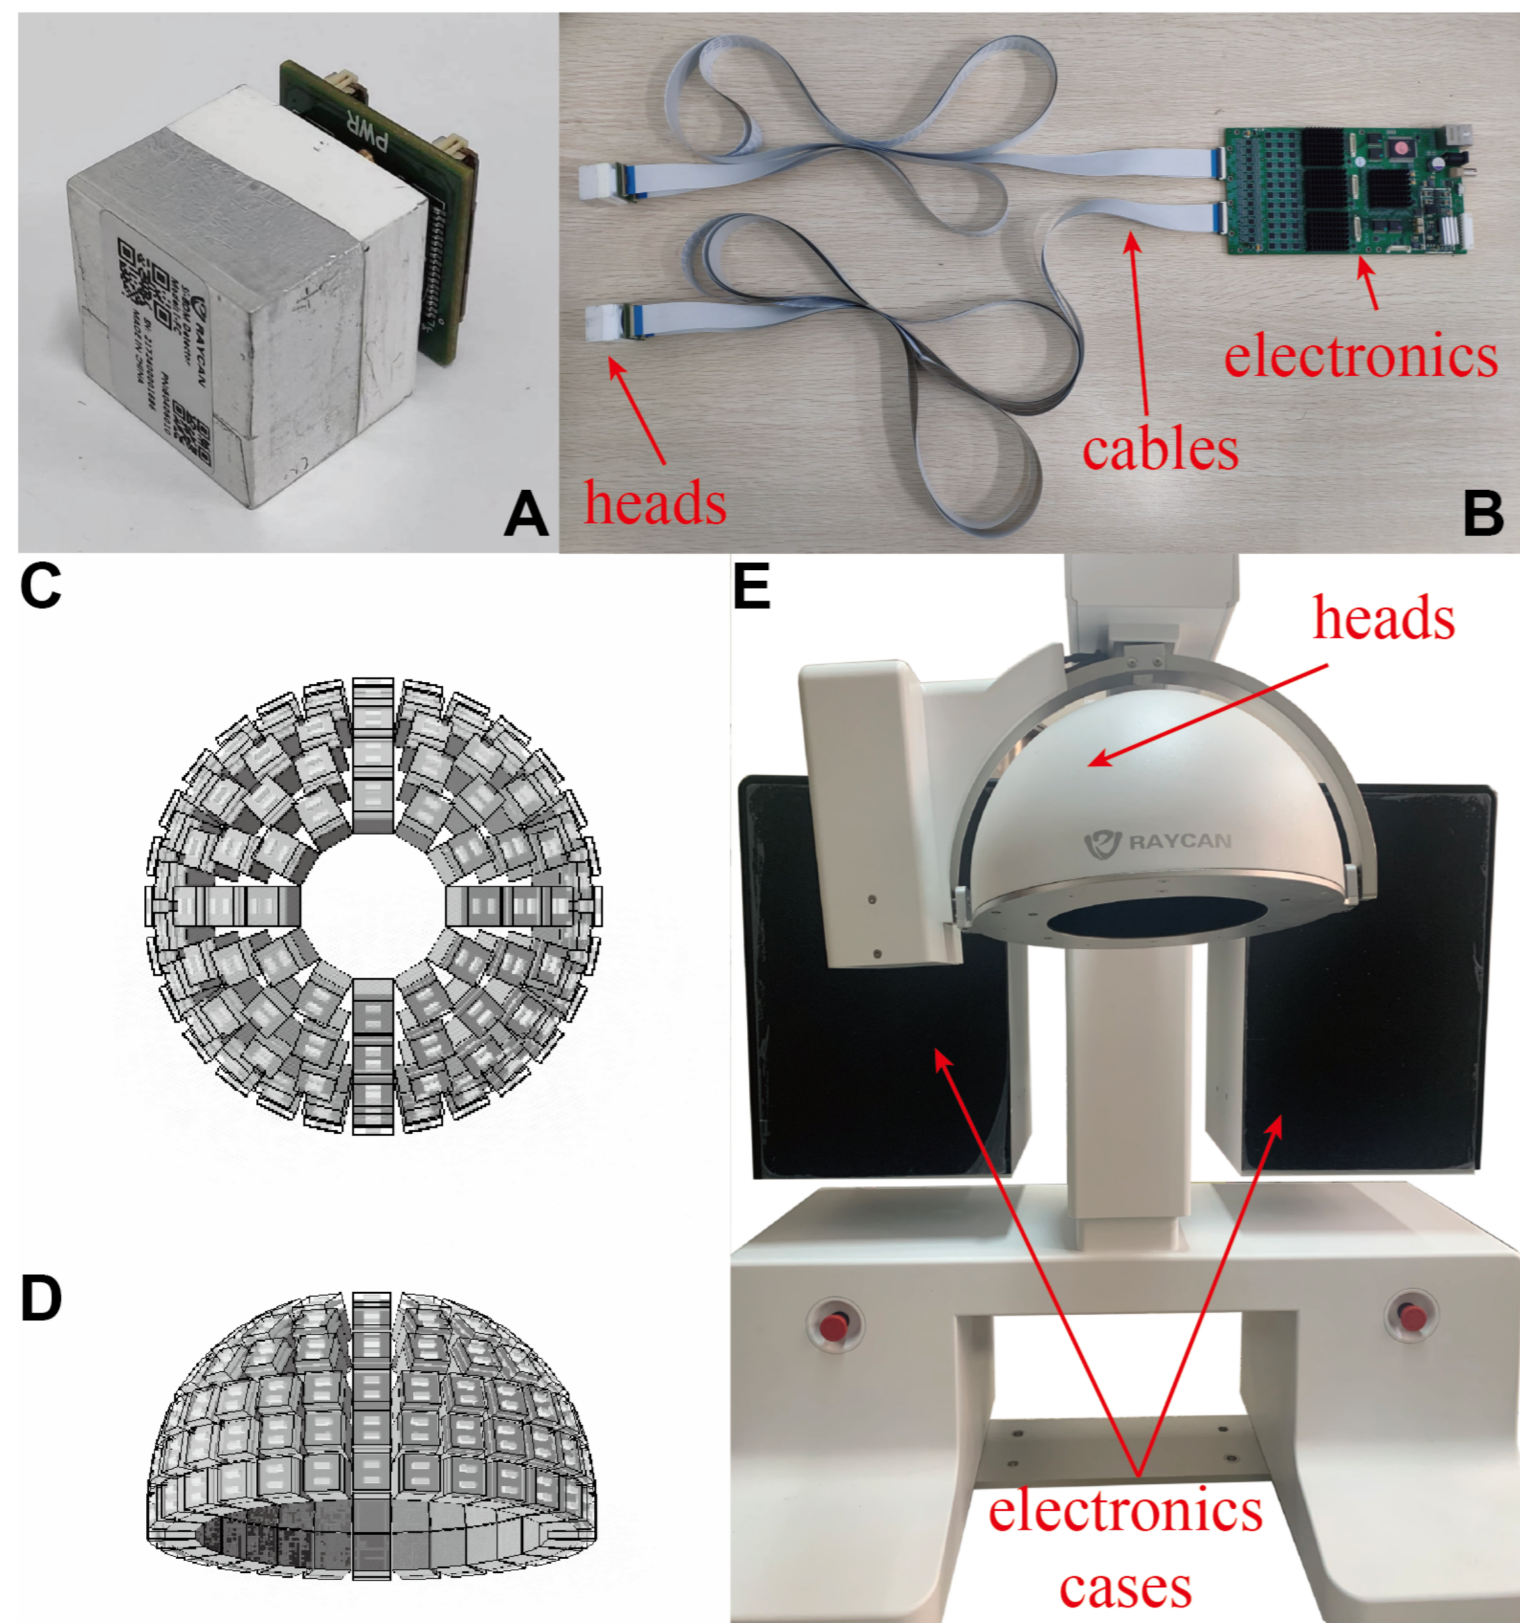 PWR
RAYCAN
MADE IN CHINA
A
heads
cables
electronics
B
C
D
E
heads
RAYCAN
electronics
cases